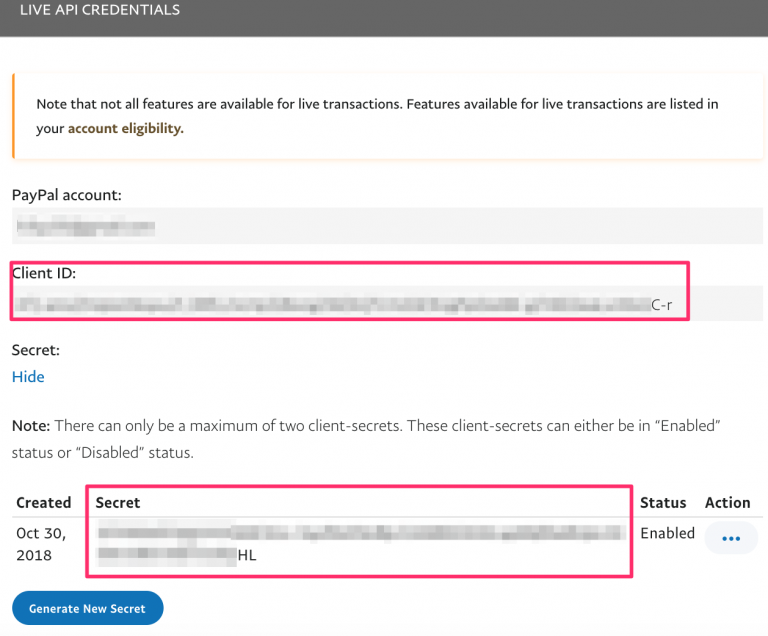 LIVE API CREDENTIALS
Note that not all features are available for live transactions. Features available for live transactions are listed in
your account eligibility.
PayPal account:
Client ID:
C-r
Secret:
Hide
Note: There can only be a maximum of two client-secrets. These client-secrets can either be in “Enabled”
status or “Disabled” status.
Created Secret Status Action
Oct 30, Enabled
2018 HL
Generate New Secret